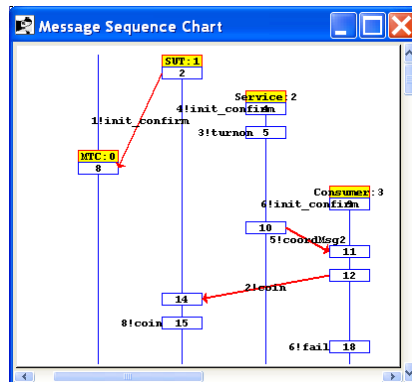 Message Sequence Chart
SUT:1
2
Service:2
4!init_confirm
1!init_confirm
3!turnon 5
MTC:0
8
Consumer:3
6!init_confirm
9
10
5!coordMsg2
11
12
2!coin
14
8!coin 15
6!fail 18